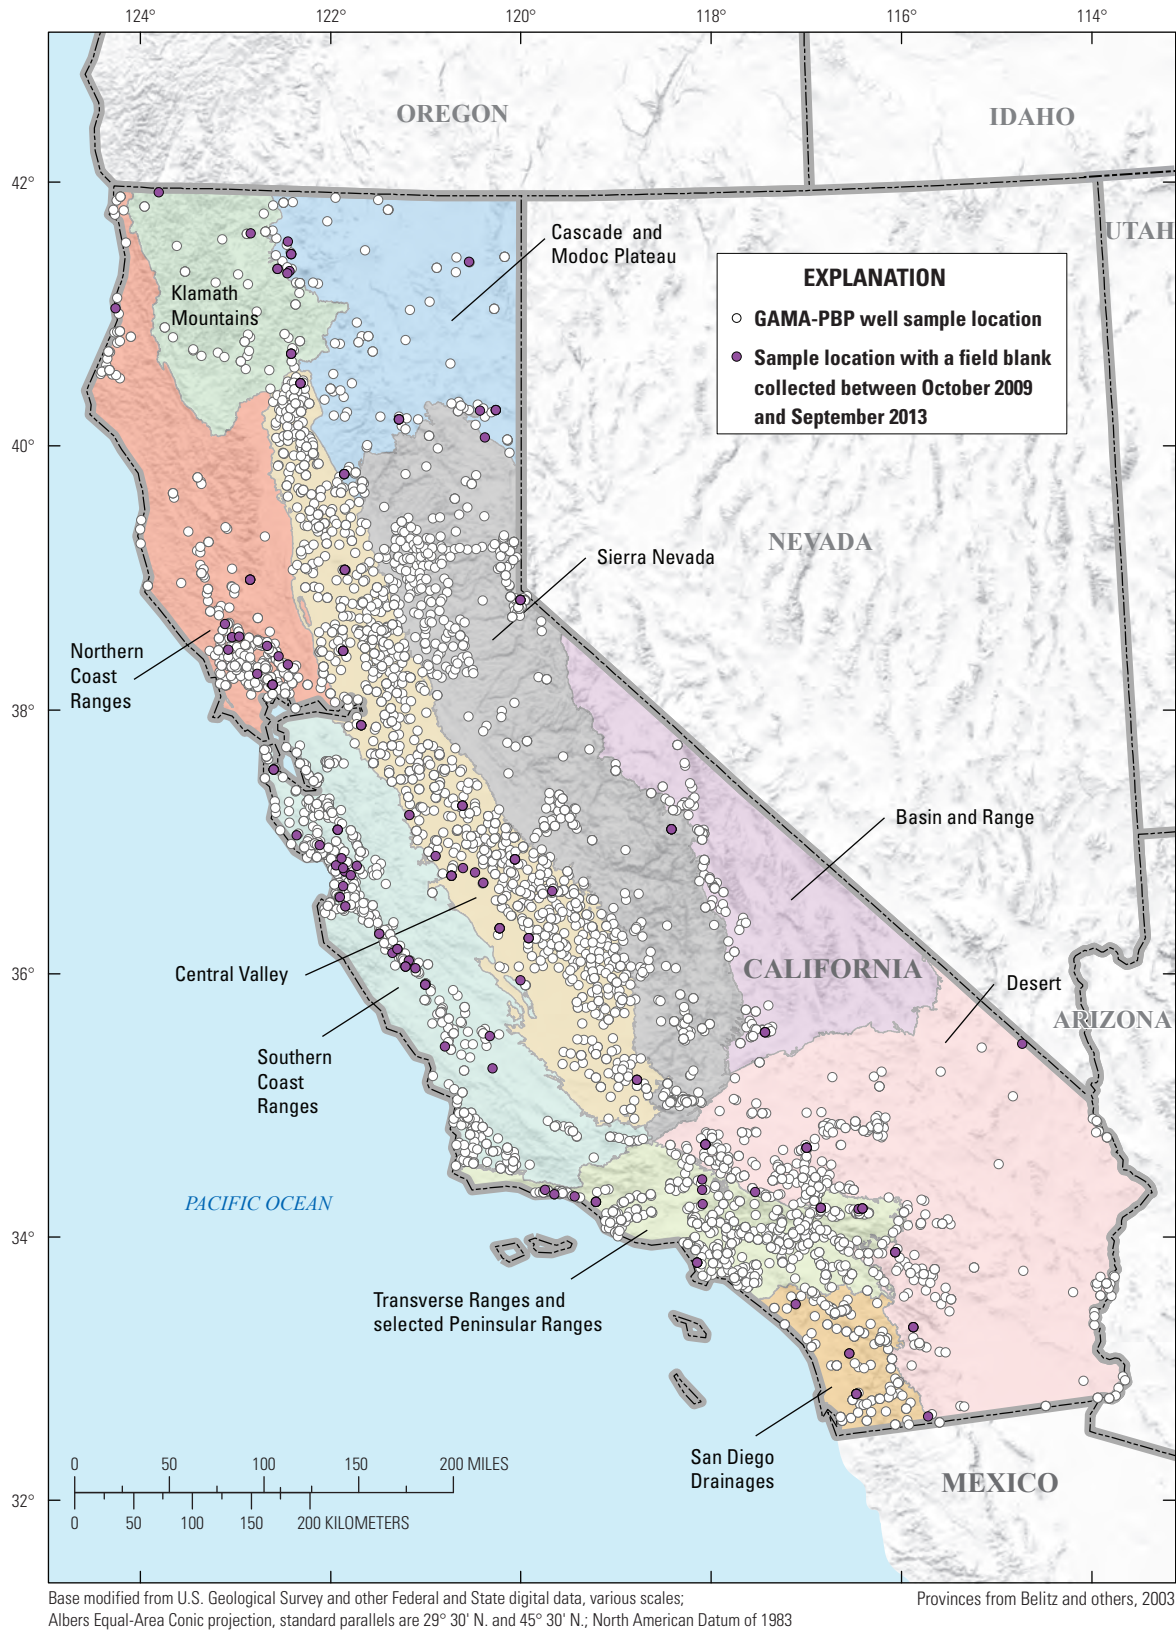 124°
122°
120°
118°
116°
114°
OREGON
IDAHO
42°
UTAH
Cascade and
Modoc Plateau
EXPLANATION
GAMA-PBP well sample location
Sample location with a field blank
collected between October 2009
and September 2013
Klamath
Mountains
40°
NEVADA
Sierra Nevada
Northern
Coast
Ranges
38°
Basin and Range
Central Valley
36°
CALIFORNIA
Desert
ARIZONA
Southern
Coast
Ranges
PACIFIC OCEAN
34°
Transverse Ranges and
selected Peninsular Ranges
San Diego
Drainages
MEXICO
0 50 100 150 200 MILES
0 50 100 150 200 KILOMETERS
32°
Base modified from U.S. Geological Survey and other Federal and State digital data, various scales;
Albers Equal-Area Conic projection, standard parallels are 29° 30' N. and 45° 30' N.; North American Datum of 1983
Provinces from Belitz and others, 2003